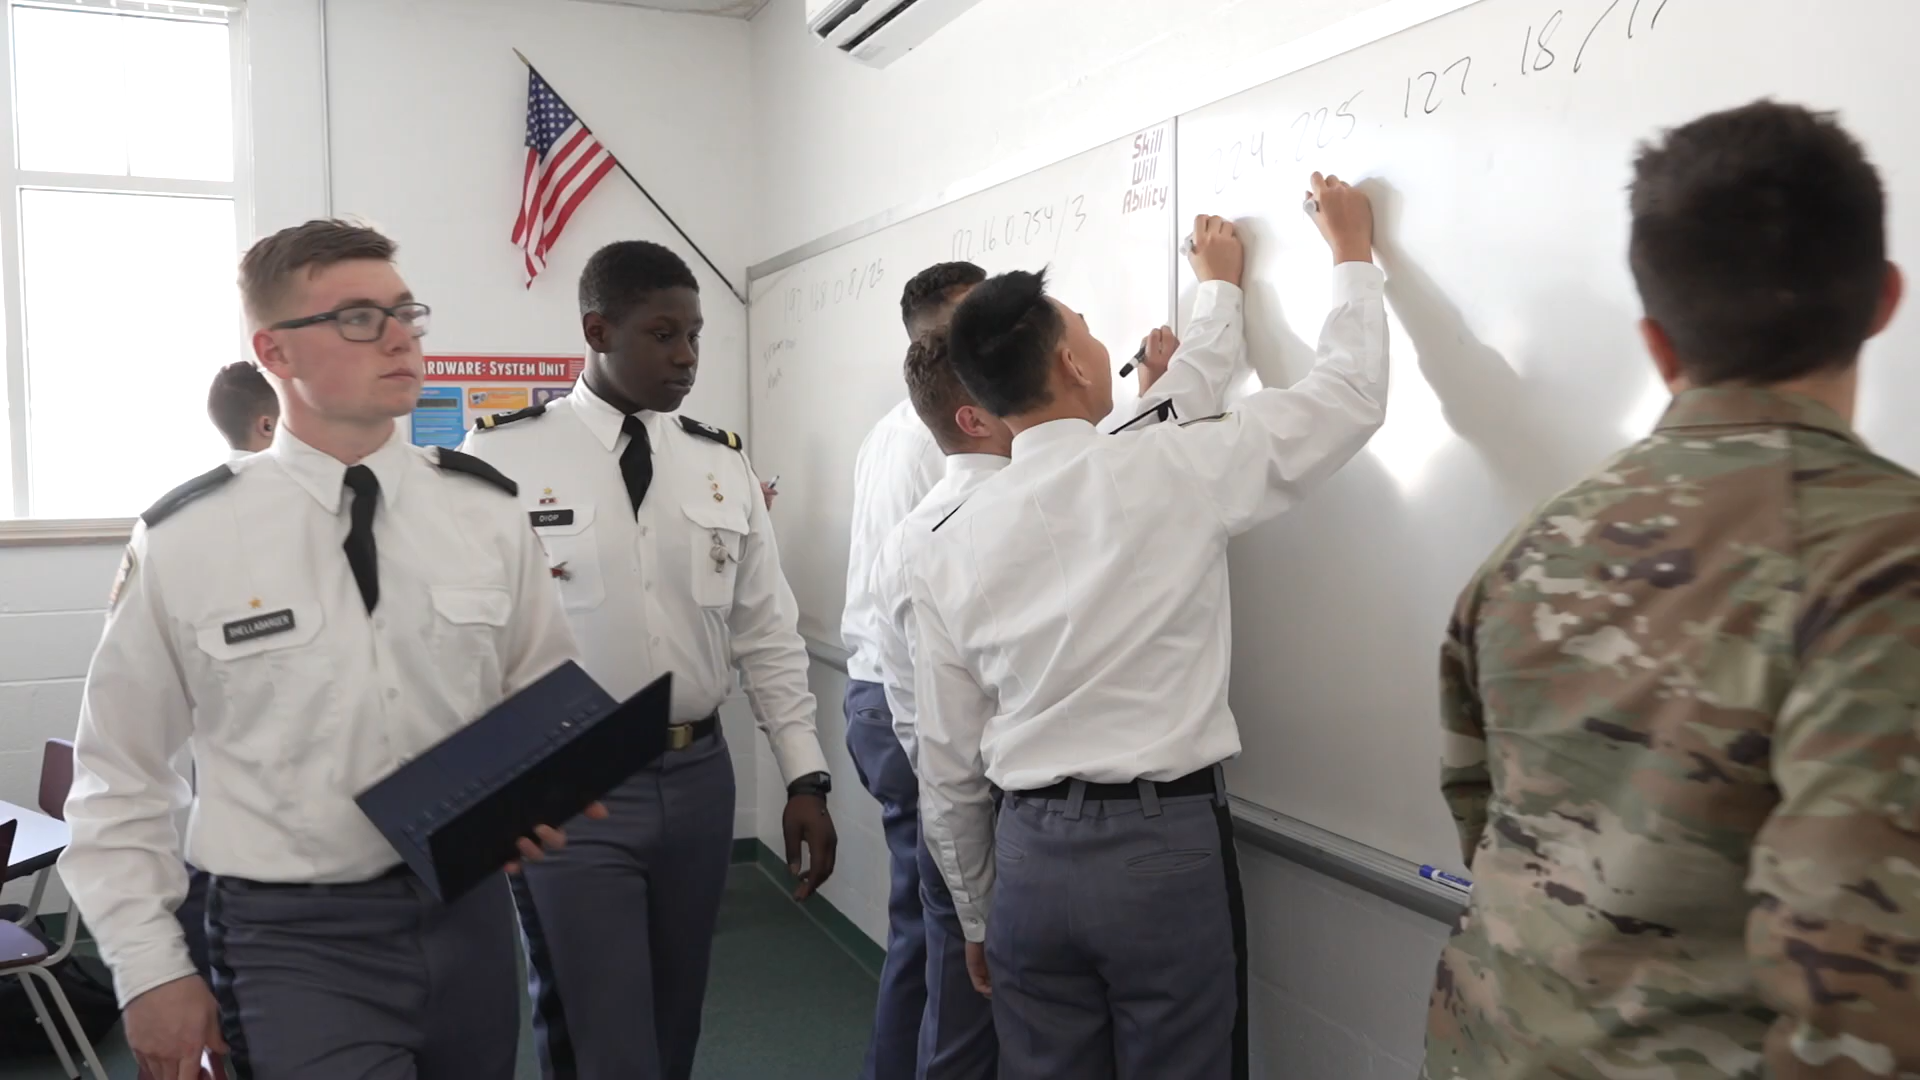 HARDWARE: SYSTEM UNIT
Skill
Will
Ability
192 168 0 8/25
172 16 0.254/3
224.225.127.18/17
DIOP
SHELLABARGER